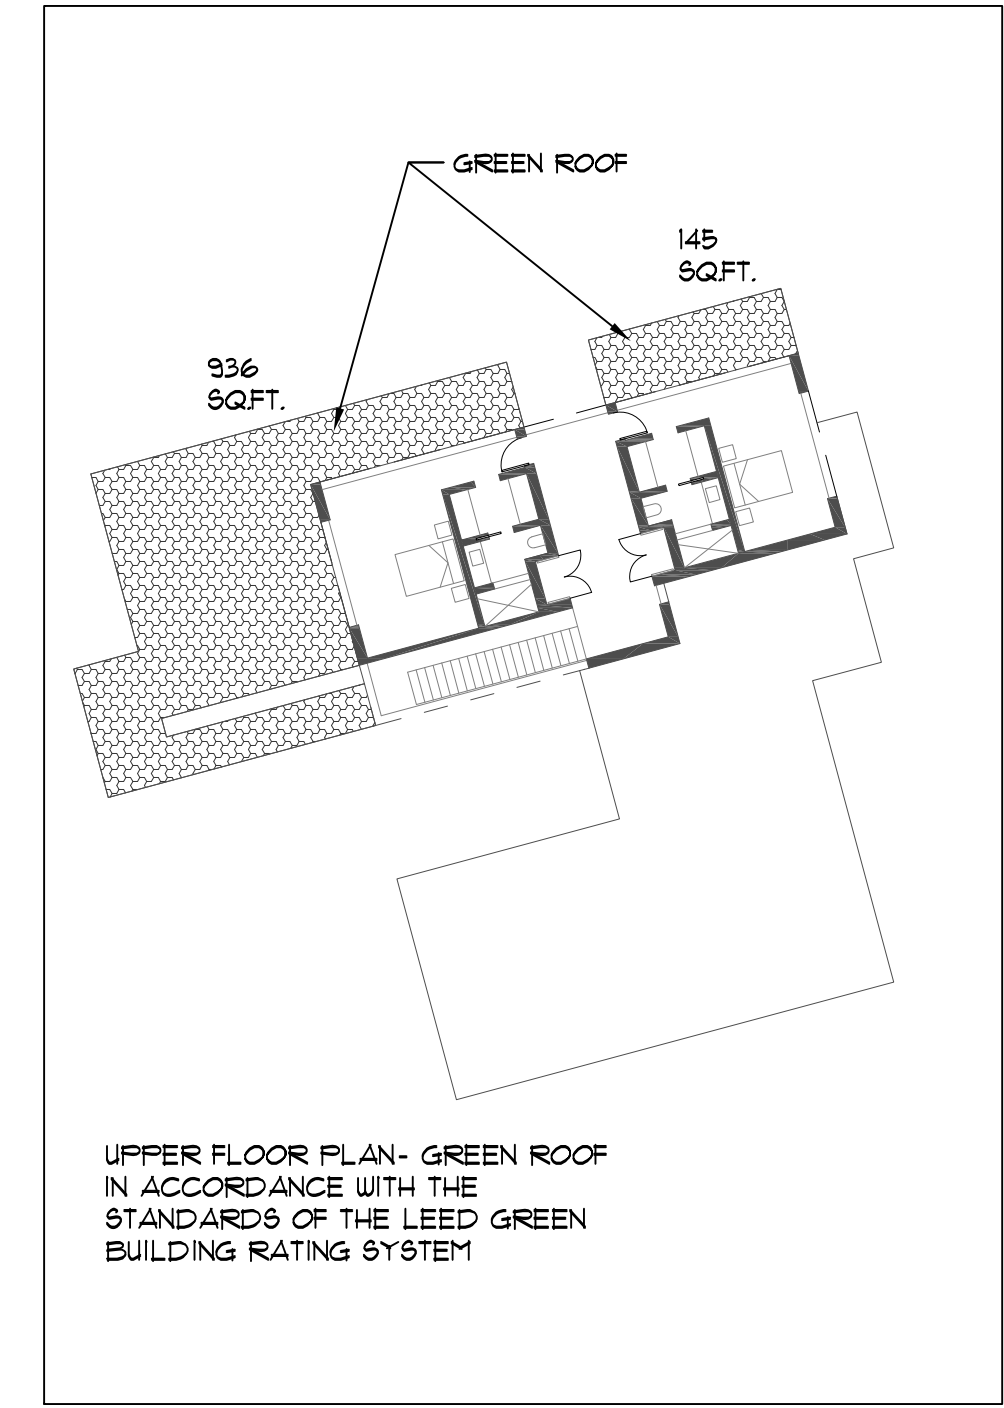 GREEN ROOF
145
SQ.FT.
936
SQ.FT.
UPPER FLOOR PLAN- GREEN ROOF
IN ACCORDANCE WITH THE
STANDARDS OF THE LEED GREEN
BUILDING RATING SYSTEM